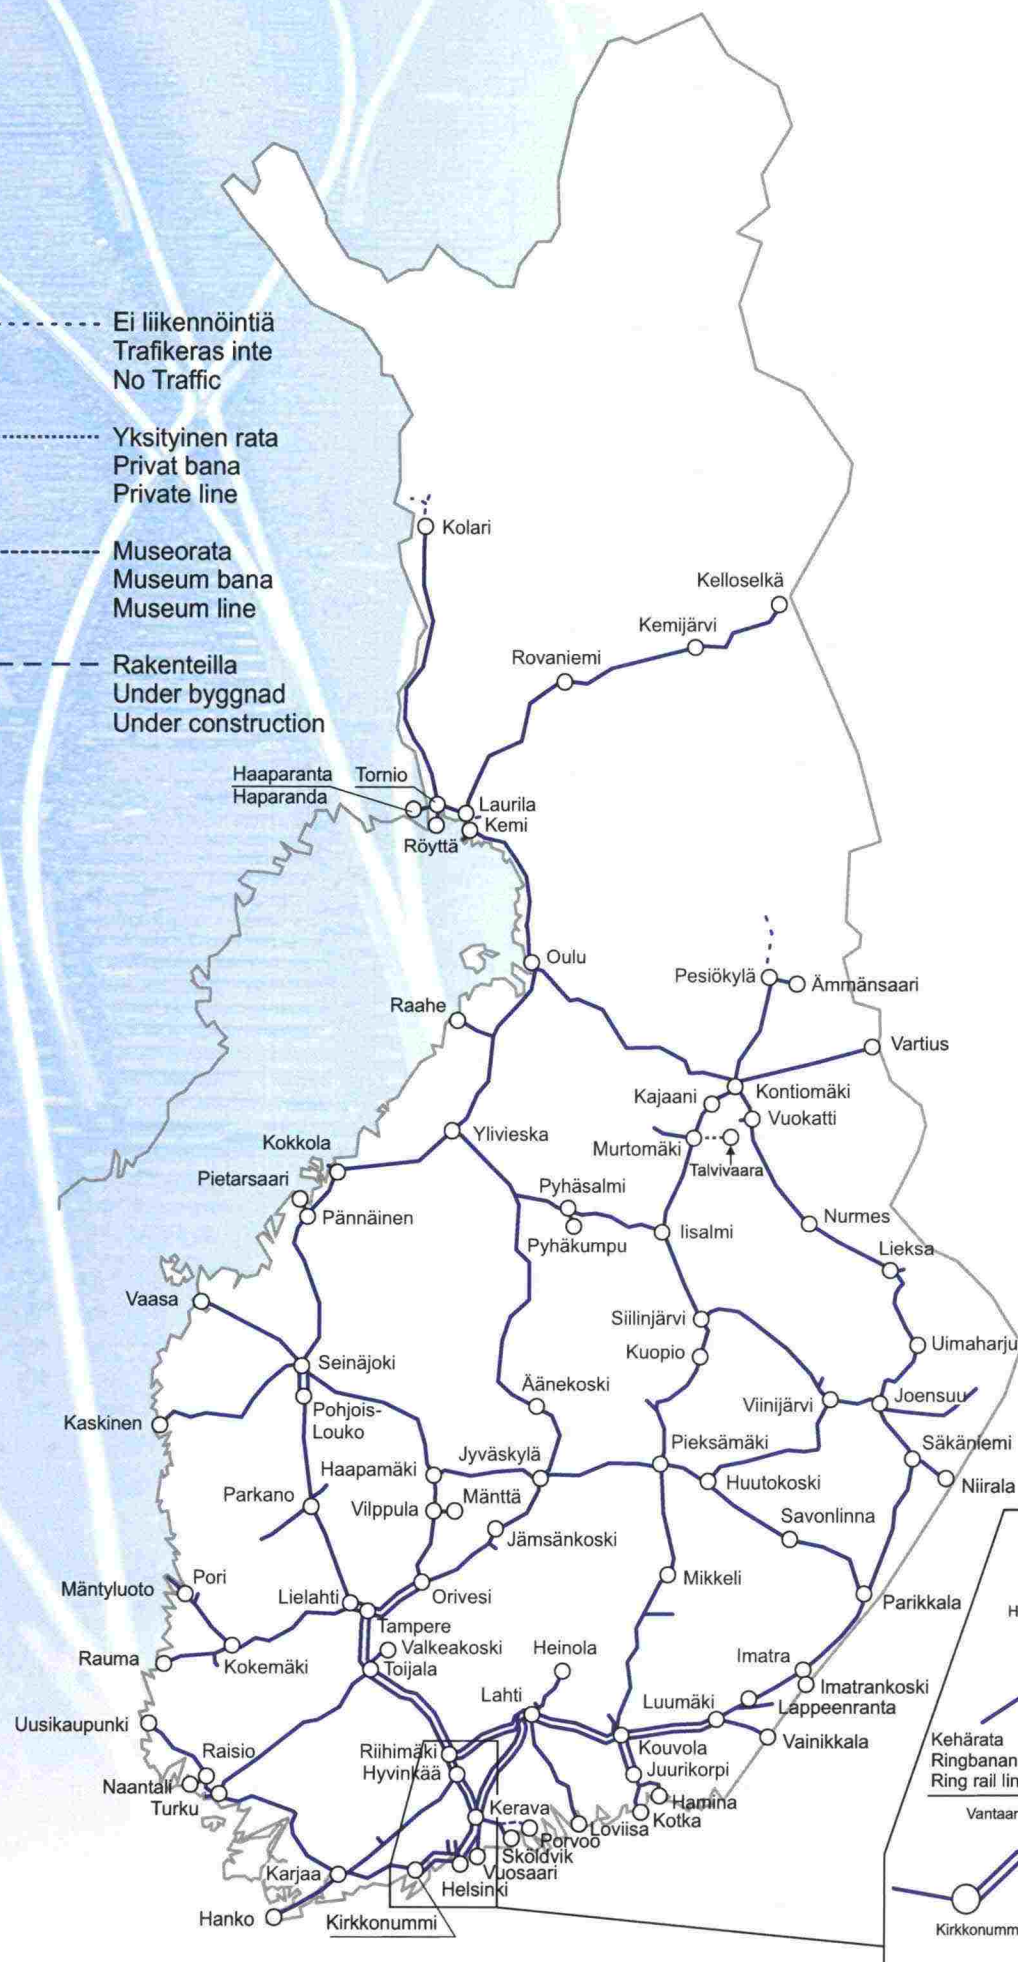 Ei liikennöintiä
Trafikeras inte
No Traffic
Yksityinen rata
Privat bana
Private line
Museorata
Museum bana
Museum line
Rakenteilla
Under byggnad
Under construction
Kolari
Kelloselkä
Kemijärvi
Rovaniemi
Haaparanta
Haparanda
Tornio
Laurila
Kemi
Röyttä
Oulu
Pesiökylä
Ämmänsaari
Raahe
Vartius
Kajaani
Kontiomäki
Vuokatti
Ylivieska
Murtomäki
Talvivaara
Kokkola
Pietarsaari
Pännäinen
Pyhäsalmi
Pyhäkumpu
Iisalmi
Nurmes
Lieksa
Vaasa
Siilinjärvi
Kuopio
Uimaharju
Seinäjoki
Äänekoski
Viinijärvi
Joensuu
Kaskinen
Pohjois-
Louko
Jyväskylä
Pieksämäki
Säkäniemi
Haapamäki
Huutokoski
Niirala
Parkano
Vilppula
Mänttä
Savonlinna
Jämsänkoski
Mäntyluoto
Pori
Lielahti
Orivesi
Mikkeli
Parikkala
Tampere
Valkeakoski
Heinola
Rauma
Kokemäki
Toijala
Imatra
Imatrankoski
Lahti
Luumäki
Lappeenranta
Uusikaupunki
Raisio
Riihimäki
Hyvinkää
Kouvola
Vainikkala
Juurikorpi
Naantali
Turku
Kerava
Hamina
Kotka
Loviisa
Porvoo
Sköldvik
Vuosaari
Karjaa
Helsinki
Hanko
Kirkkonummi
H
Kehärata
Ringbanan
Ring rail lin
Vantaan
Kirkkonumm